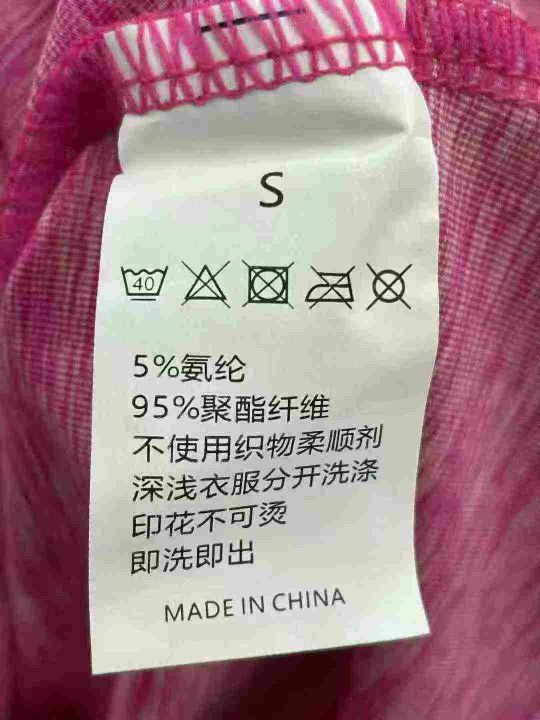 S
40
5%氨纶
95%聚酯纤维
不使用织物柔顺剂
深浅衣服分开洗涤
印花不可烫
即洗即出
MADE IN CHINA